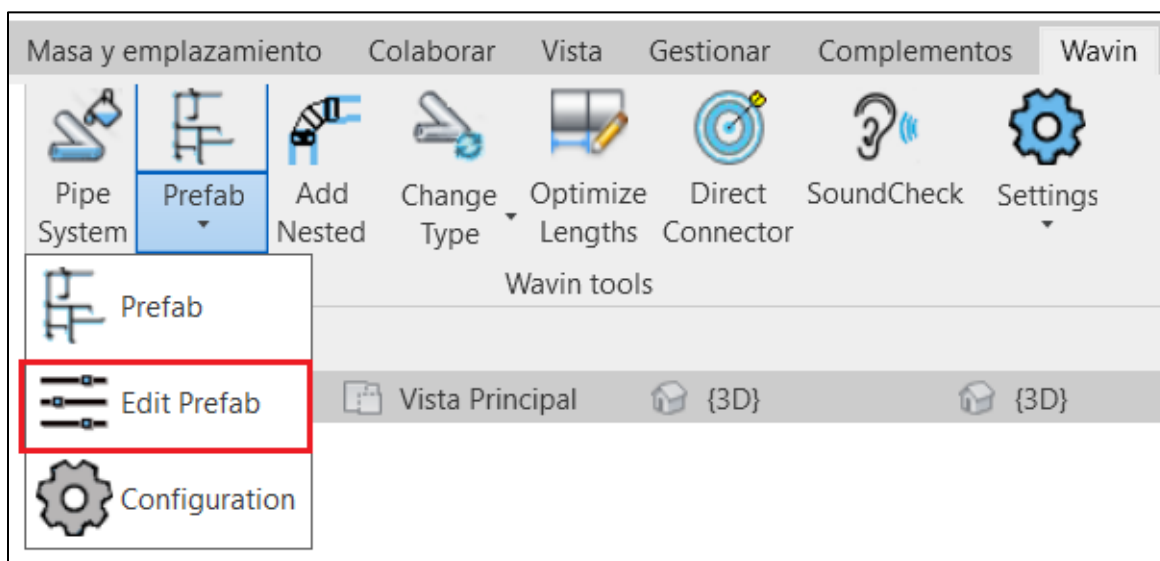 Masa y emplazamiento Colaborar Vista Gestionar Complementos Wavin
Pipe Prefab Add Change Optimize Direct SoundCheck Settings
System Nested Type Lengths Connector
Wavin tools
Prefab
Edit Prefab Vista Principal {3D} {3D}
Configuration